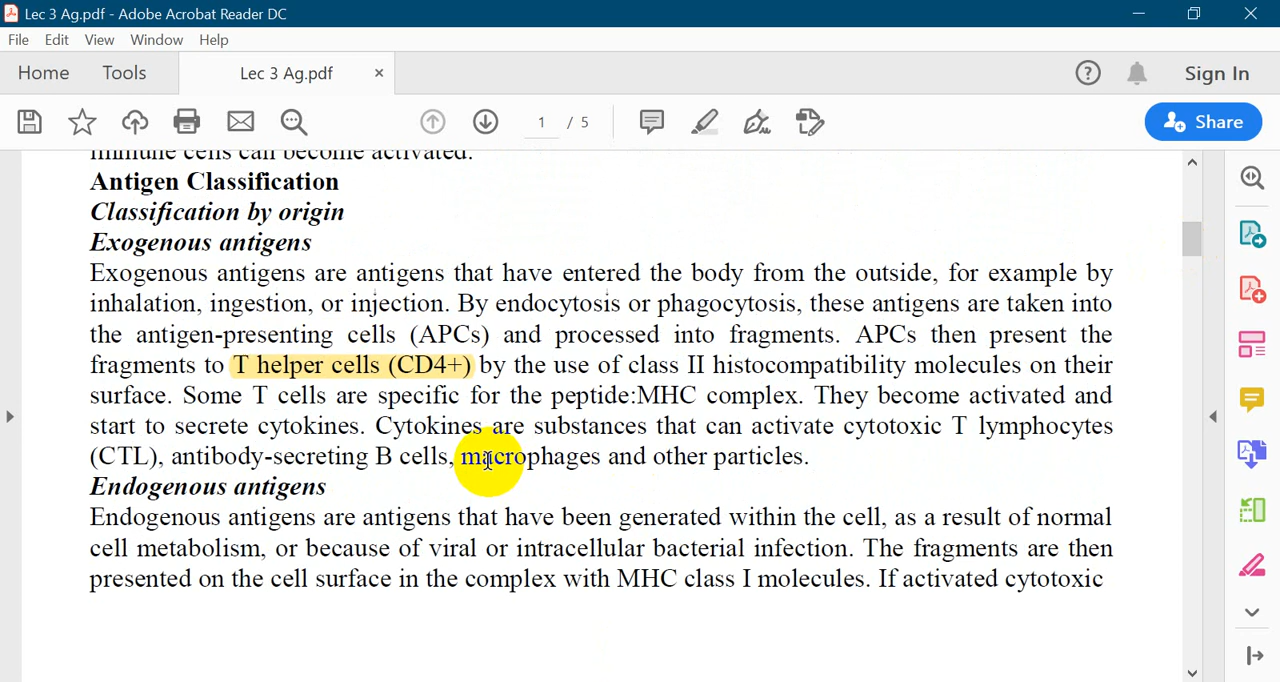 Lec 3 Ag.pdf - Adobe Acrobat Reader DC
File Edit View Window Help
Home Tools Lec 3 Ag.pdf × Sign In
1 / 5 Share
immune cells can become activated.
Antigen Classification
Classification by origin
Exogenous antigens
Exogenous antigens are antigens that have entered the body from the outside, for example by
inhalation, ingestion, or injection. By endocytosis or phagocytosis, these antigens are taken into
the antigen-presenting cells (APCs) and processed into fragments. APCs then present the
fragments to T helper cells (CD4+) by the use of class II histocompatibility molecules on their
surface. Some T cells are specific for the peptide:MHC complex. They become activated and
start to secrete cytokines. Cytokines are substances that can activate cytotoxic T lymphocytes
(CTL), antibody-secreting B cells, macrophages and other particles.
Endogenous antigens
Endogenous antigens are antigens that have been generated within the cell, as a result of normal
cell metabolism, or because of viral or intracellular bacterial infection. The fragments are then
presented on the cell surface in the complex with MHC class I molecules. If activated cytotoxic